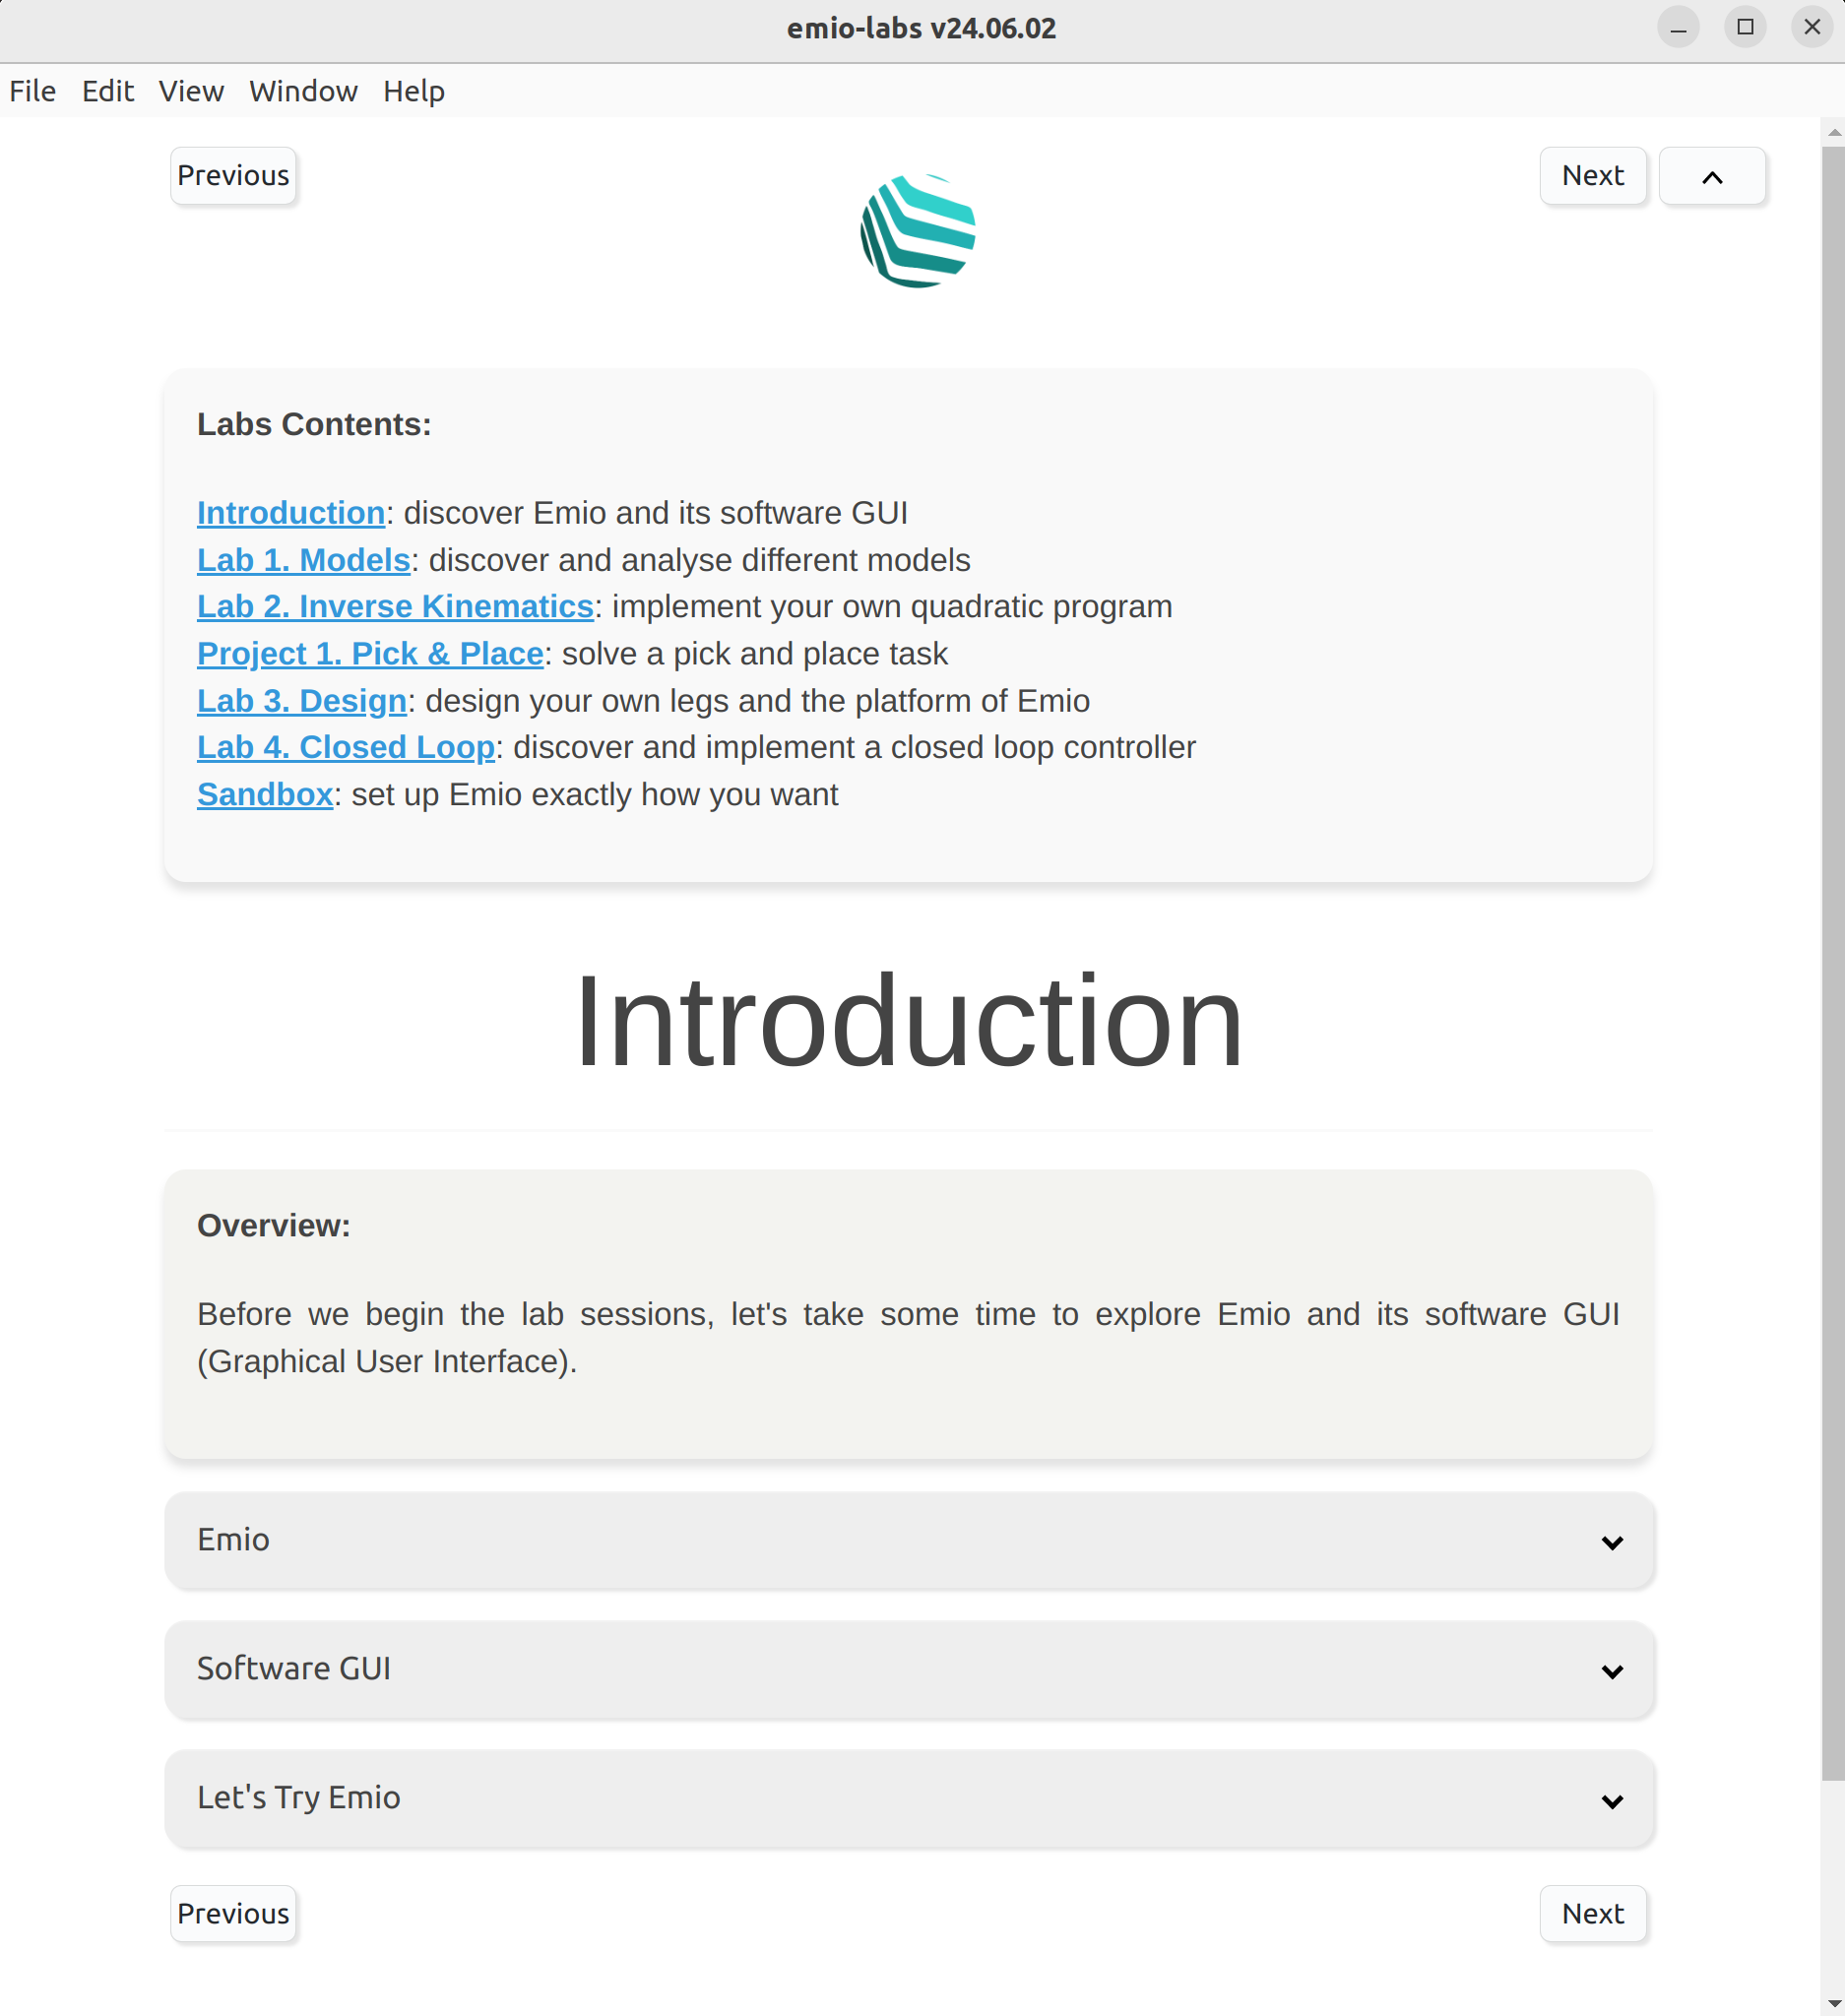 emio-labs v24.06.02
File Edit View Window Help
Previous
Next
Labs Contents:
Introduction: discover Emio and its software GUI
Lab 1. Models: discover and analyse different models
Lab 2. Inverse Kinematics: implement your own quadratic program
Project 1. Pick & Place: solve a pick and place task
Lab 3. Design: design your own legs and the platform of Emio
Lab 4. Closed Loop: discover and implement a closed loop controller
Sandbox: set up Emio exactly how you want
Introduction
Overview:
Before we begin the lab sessions, let's take some time to explore Emio and its software GUI
(Graphical User Interface).
Emio
Software GUI
Let's Try Emio
Previous
Next